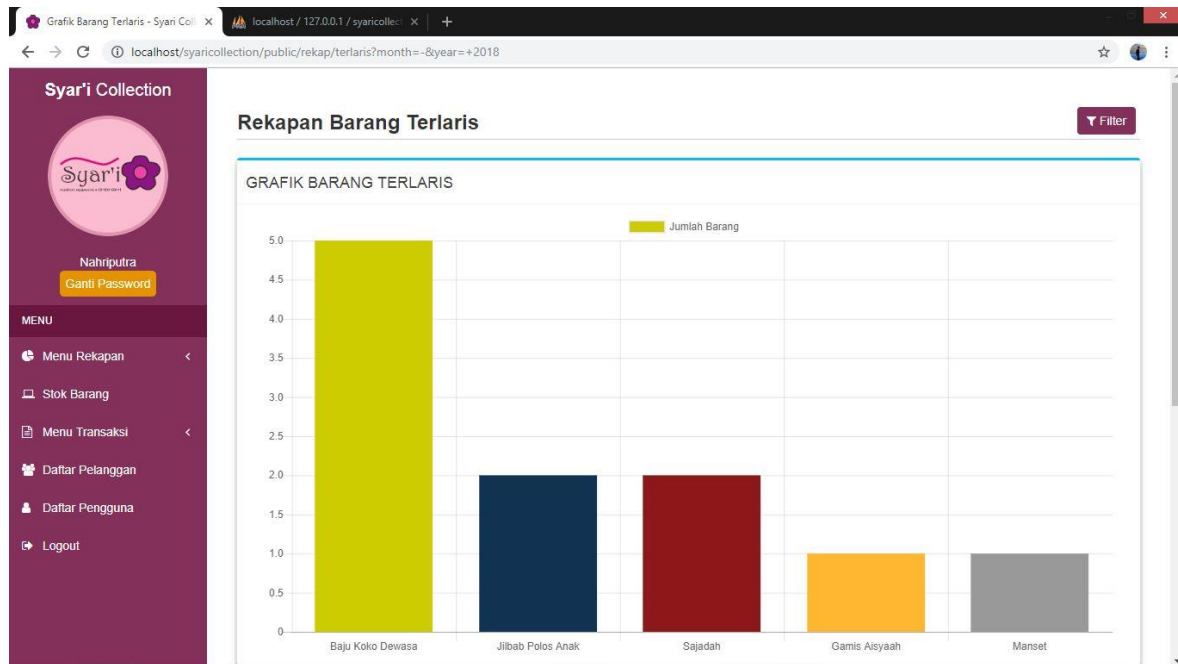 Grafik Barang Terlaris - Syari Col
localhost / 127.0.0.1 / syaricollect
localhost/syaricollection/public/rekap/terlaris?month=-&year=+2018
Syar'i Collection
Syar'i
Nahriputra
Ganti Password
MENU
Menu Rekapan
Stok Barang
Menu Transaksi
Daftar Pelanggan
Daftar Pengguna
Logout
Rekapan Barang Terlaris
Filter
GRAFIK BARANG TERLARIS
Jumlah Barang
5.0
4.5
4.0
3.5
3.0
2.5
2.0
1.5
1.0
0.5
0
Baju Koko Dewasa Jilbab Polos Anak Sajadah Gamis Aisyaah Manset